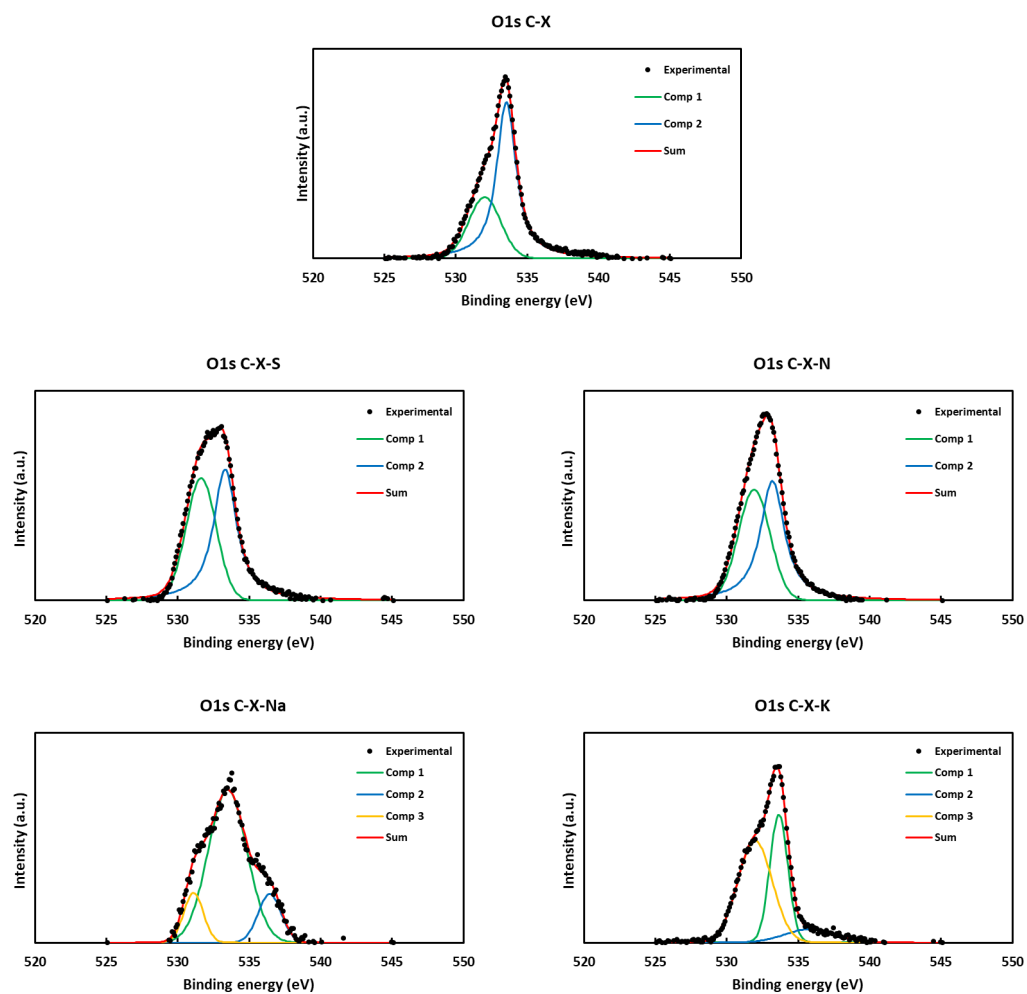 O1s C-X
Intensity (a.u.)
Experimental
Comp 1
Comp 2
Sum
520 525 530 535 540 545 550
Binding energy (eV)
O1s C-X-S
Intensity (a.u.)
Experimental
Comp 1
Comp 2
Sum
520 525 530 535 540 545 550
Binding energy (eV)
O1s C-X-N
Intensity (a.u.)
Experimental
Comp 1
Comp 2
Sum
520 525 530 535 540 545 550
Binding energy (eV)
O1s C-X-Na
Intensity (a.u.)
Experimental
Comp 1
Comp 2
Comp 3
Sum
520 525 530 535 540 545 550
Binding energy (eV)
O1s C-X-K
Intensity (a.u.)
Experimental
Comp 1
Comp 2
Comp 3
Sum
520 525 530 535 540 545 550
Binding energy (eV)